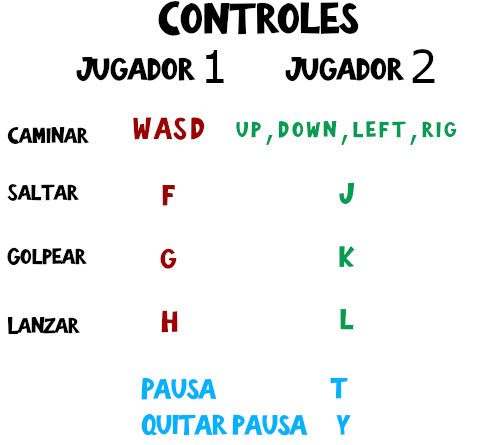 CONTROLES
JUGADOR 1 JUGADOR 2
CAMINAR WASD UP,DOWN,LEFT,RIG
SALTAR F J
GOLPEAR G K
LANZAR H L
PAUSA T
QUITAR PAUSA Y